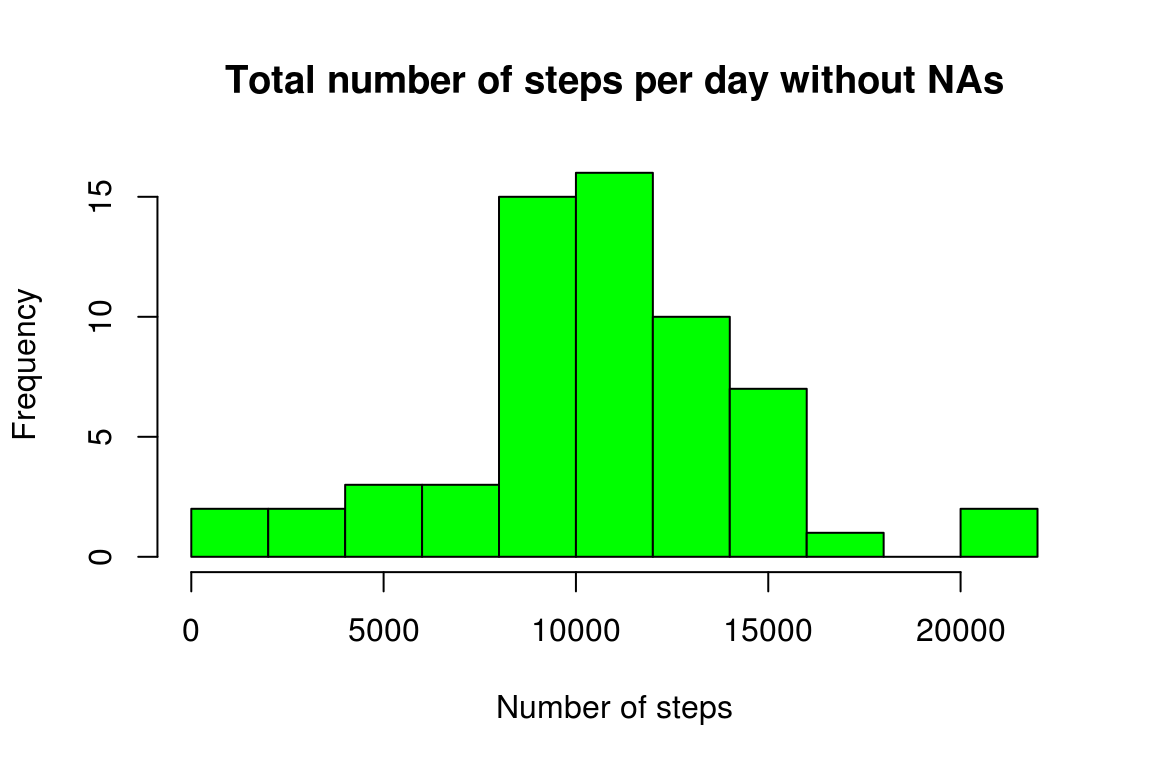 Total number of steps per day without NAs
Frequency
15
10
5
0
0 5000 10000 15000 20000
Number of steps